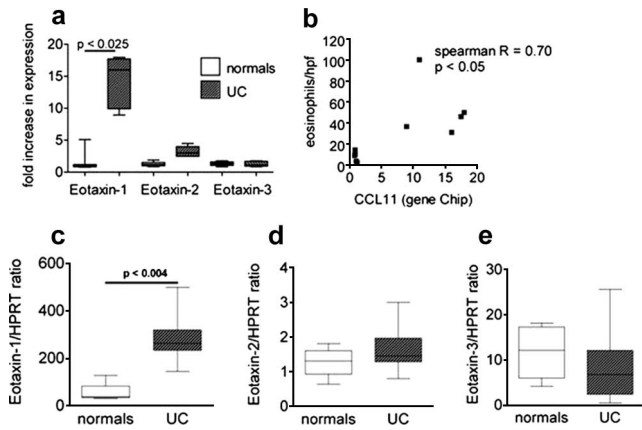 a
p < 0.025
normals
UC
fold increase in expression
20
15
10
5
0
Eotaxin-1 Eotaxin-2 Eotaxin-3
b
spearman R = 0.70
p < 0.05
eosinophils/hpf
120
100
80
60
40
20
0
0 5 10 15 20
CCL11 (gene Chip)
c
p < 0.004
Eotaxin-1/HPRT ratio
600
400
200
0
normals UC
d
Eotaxin-2/HPRT ratio
4
3
2
1
0
normals UC
e
Eotaxin-3/HPRT ratio
30
20
10
0
normals UC